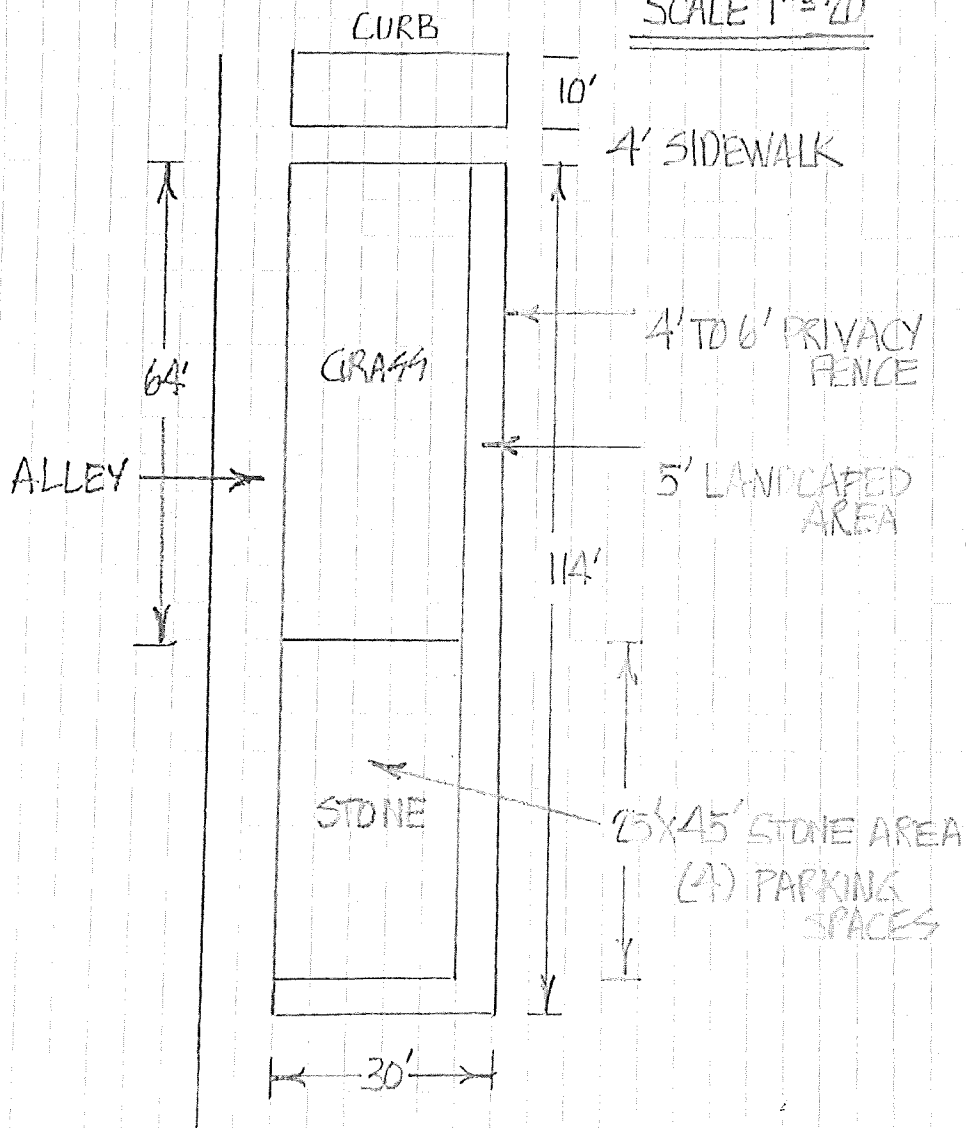 SCALE 1" = 20'
CURB
10'
4' SIDEWALK
64'
GRASS
4' TO 6' PRIVACY
FENCE
ALLEY
5' LANDCAPED
AREA
114'
STONE
25'X45' STONE AREA
(4) PARKING
SPACES
30'